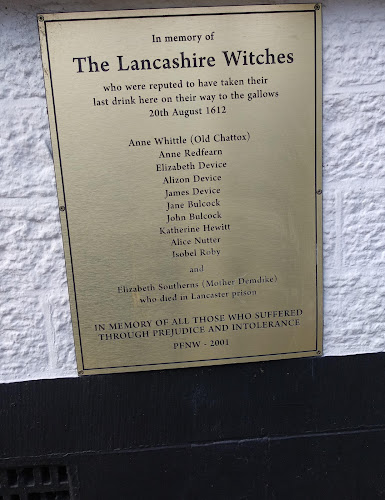 In memory of
The Lancashire Witches
who were reputed to have taken their
last drink here on their way to the gallows
20th August 1612
Anne Whittle (Old Chattox)
Anne Redfearn
Elizabeth Device
Alizon Device
James Device
Jane Bulcock
John Bulcock
Katherine Hewitt
Alice Nutter
Isobel Roby
and
Elizabeth Southerns (Mother Demdike)
who died in Lancaster prison
IN MEMORY OF ALL THOSE WHO SUFFERED
THROUGH PREJUDICE AND INTOLERANCE
PFNW - 2001